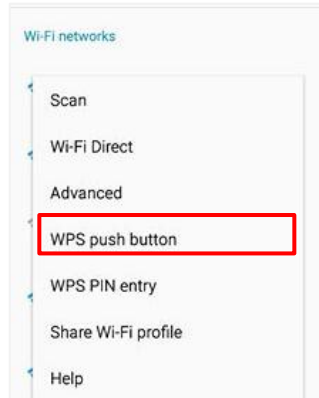 Wi-Fi networks
Scan
Wi-Fi Direct
Advanced
WPS push button
WPS PIN entry
Share Wi-Fi profile
Help